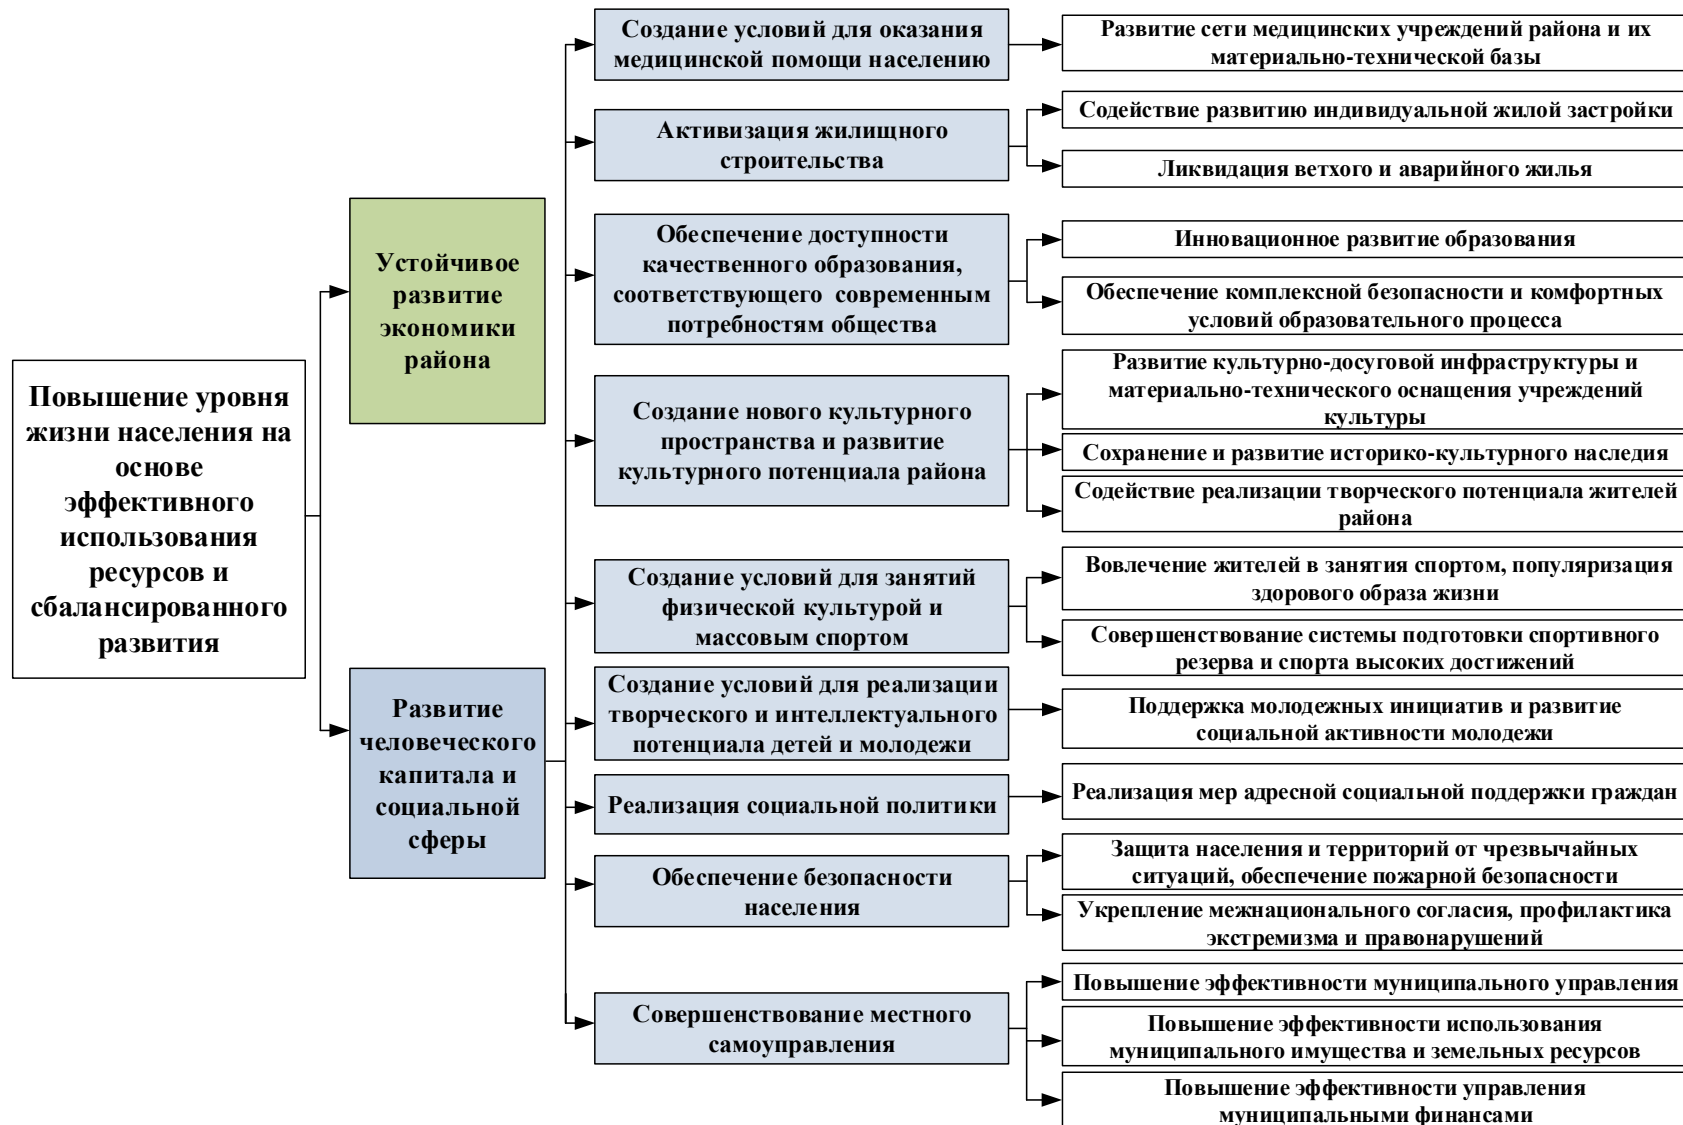 Повышение уровня
жизни населения на
основе
эффективного
использования
ресурсов и
сбалансированного
развития
Устойчивое
развитие
экономики
района
Развитие
человеческого
капитала и
социальной
сферы
Создание условий для оказания
медицинской помощи населению
Развитие сети медицинских учреждений района и их
материально-технической базы
Активизация жилищного
строительства
Содействие развитию индивидуальной жилой застройки
Ликвидация ветхого и аварийного жилья
Обеспечение доступности
качественного образования,
соответствующего современным
потребностям общества
Инновационное развитие образования
Обеспечение комплексной безопасности и комфортных
условий образовательного процесса
Создание нового культурного
пространства и развитие
культурного потенциала района
Развитие культурно-досуговой инфраструктуры и
материально-технического оснащения учреждений
культуры
Сохранение и развитие историко-культурного наследия
Содействие реализации творческого потенциала жителей
района
Создание условий для занятий
физической культурой и
массовым спортом
Вовлечение жителей в занятия спортом, популяризация
здорового образа жизни
Совершенствование системы подготовки спортивного
резерва и спорта высоких достижений
Создание условий для реализации
творческого и интеллектуального
потенциала детей и молодежи
Поддержка молодежных инициатив и развитие
социальной активности молодежи
Реализация социальной политики
Реализация мер адресной социальной поддержки граждан
Обеспечение безопасности
населения
Защита населения и территорий от чрезвычайных
ситуаций, обеспечение пожарной безопасности
Укрепление межнационального согласия, профилактика
экстремизма и правонарушений
Совершенствование местного
самоуправления
Повышение эффективности муниципального управления
Повышение эффективности использования
муниципального имущества и земельных ресурсов
Повышение эффективности управления
муниципальными финансами